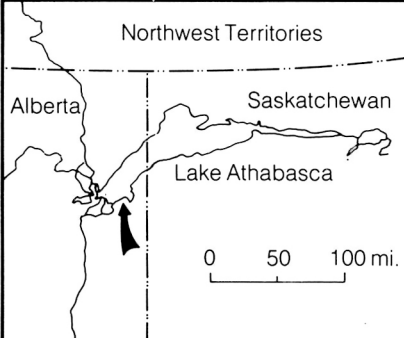 Northwest Territories
Alberta
Saskatchewan
Lake Athabasca
0 50 100 mi.